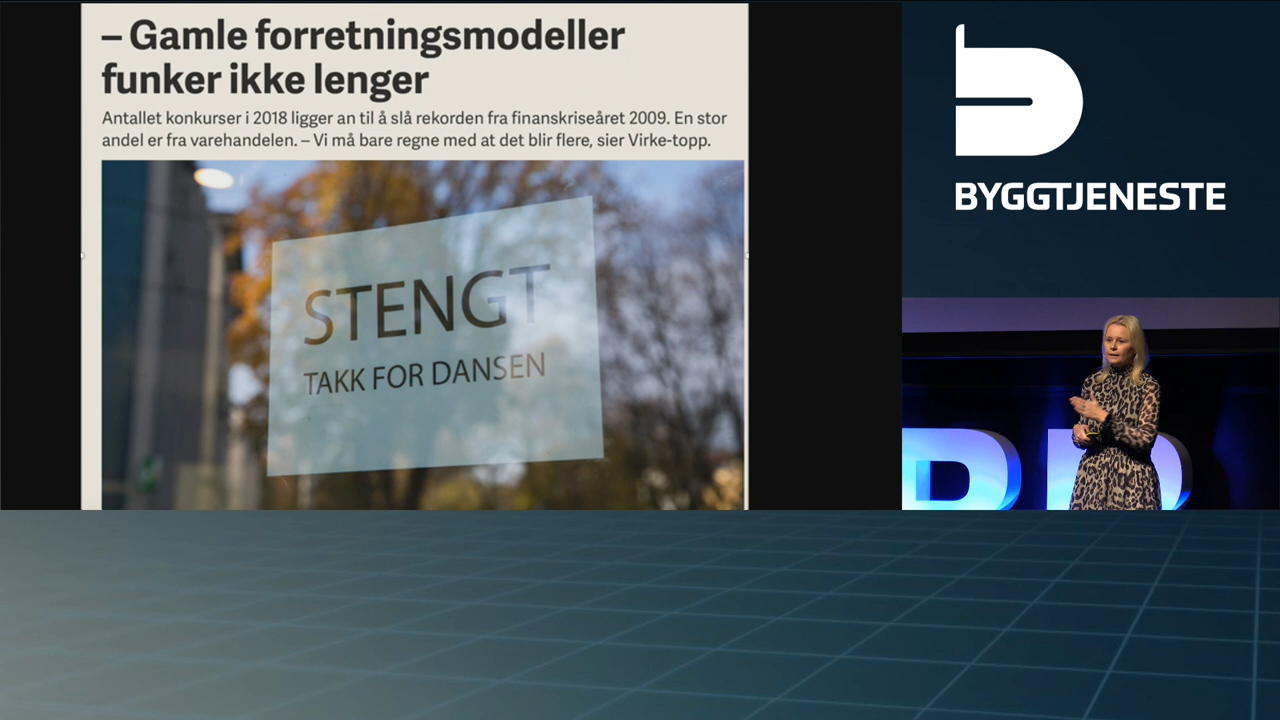 – Gamle forretningsmodeller
funker ikke lenger
Antallet konkurser i 2018 ligger an til å slå rekorden fra finanskriseåret 2009. En stor
andel er fra varehandelen. – Vi må bare regne med at det blir flere, sier Virke-topp.
STENGT
TAKK FOR DANSEN
BYGGTJENESTE